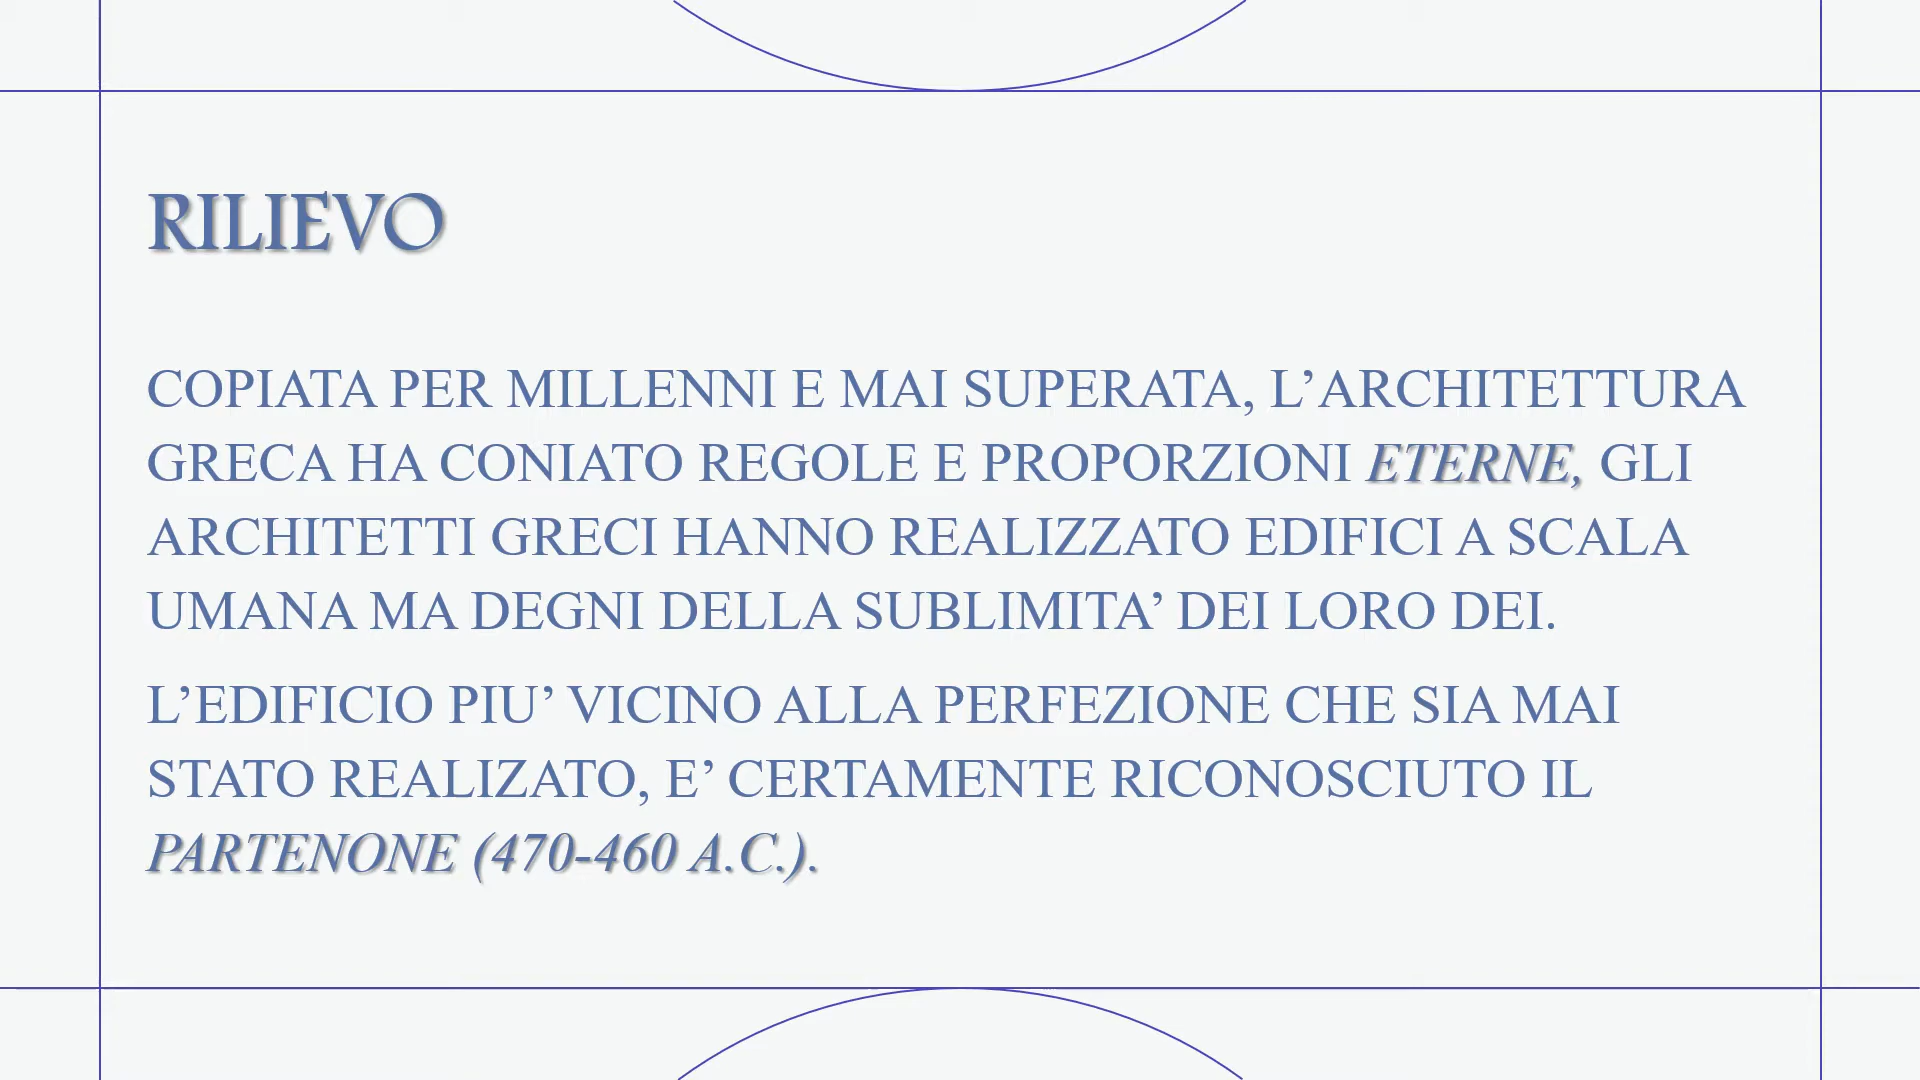 RILIEVO
COPIATA PER MILLENNI E MAI SUPERATA, L’ARCHITETTURA
GRECA HA CONIATO REGOLE E PROPORZIONI ETERNE, GLI
ARCHITETTI GRECI HANNO REALIZZATO EDIFICI A SCALA
UMANA MA DEGNI DELLA SUBLIMITA’ DEI LORO DEI.
L’EDIFICIO PIU’ VICINO ALLA PERFEZIONE CHE SIA MAI
STATO REALIZATO, E’ CERTAMENTE RICONOSCIUTO IL
PARTENONE (470-460 A.C.).